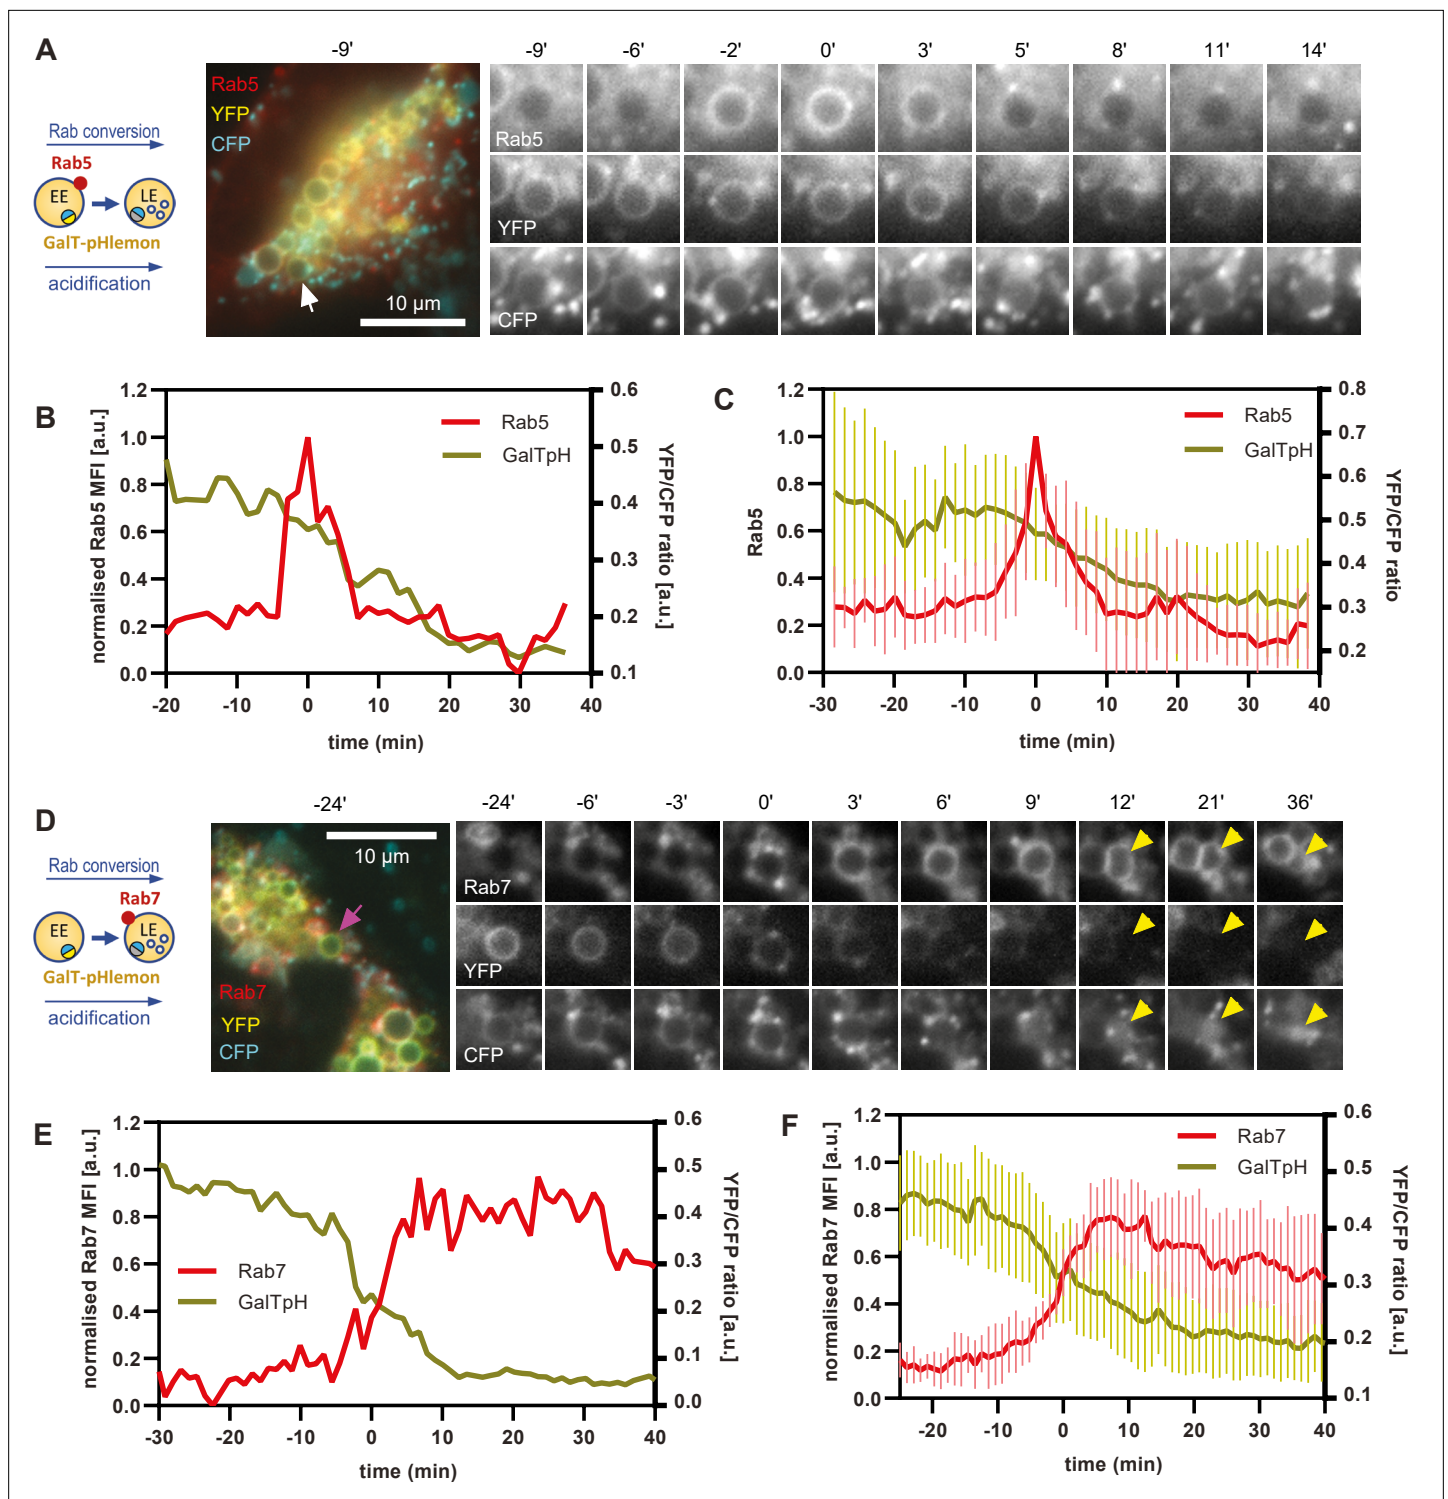 A
-9'
-9' -6' -2' 0' 3' 5' 8' 11' 14'
Rab5
YFP
CFP
10 µm
Rab conversion
Rab5
EE
LE
GalT-pHlemon
acidification
Rab5
YFP
CFP
B
normalised Rab5 MFI [a.u.]
1.2
1.0
0.8
0.6
0.4
0.2
0.0
-20 -10 0 10 20 30 40
time (min)
0.6
0.5
0.4
0.3
0.2
0.1
YFP/CFP ratio [a.u.]
Rab5
GalTpH
C
Rab5
1.2
1.0
0.8
0.6
0.4
0.2
0.0
-30 -20 -10 0 10 20 30 40
time (min)
0.8
0.7
0.6
0.5
0.4
0.3
0.2
YFP/CFP ratio
Rab5
GalTpH
D
-24'
-24' -6' -3' 0' 3' 6' 9' 12' 21' 36'
10 µm
Rab7
YFP
CFP
Rab conversion
Rab7
EE
LE
GalT-pHlemon
acidification
Rab7
YFP
CFP
E
normalised Rab7 MFI [a.u.]
1.2
1.0
0.8
0.6
0.4
0.2
0.0
-30 -20 -10 0 10 20 30 40
time (min)
0.6
0.5
0.4
0.3
0.2
0.1
0.0
YFP/CFP ratio [a.u.]
Rab7
GalTpH
F
normalised Rab7 MFI [a.u.]
1.2
1.0
0.8
0.6
0.4
0.2
0.0
-20 -10 0 10 20 30 40
time (min)
0.6
0.5
0.4
0.3
0.2
0.1
YFP/CFP ratio [a.u.]
Rab7
GalTpH